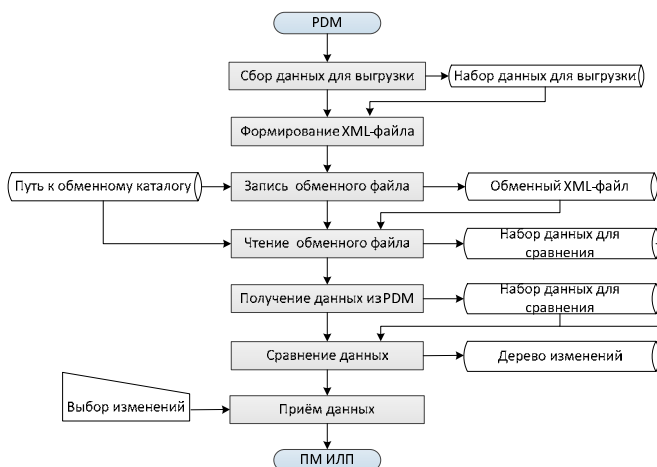 PDM
Сбор данных для выгрузки
Набор данных для выгрузки
Формирование XML-файла
Путь к обменному каталогу
Запись обменного файла
Обменный XML-файл
Чтение обменного файла
Набор данных для
сравнения
Получение данных из PDM
Набор данных для
сравнения
Сравнение данных
Дерево изменений
Выбор изменений
Приём данных
ПМ ИЛП